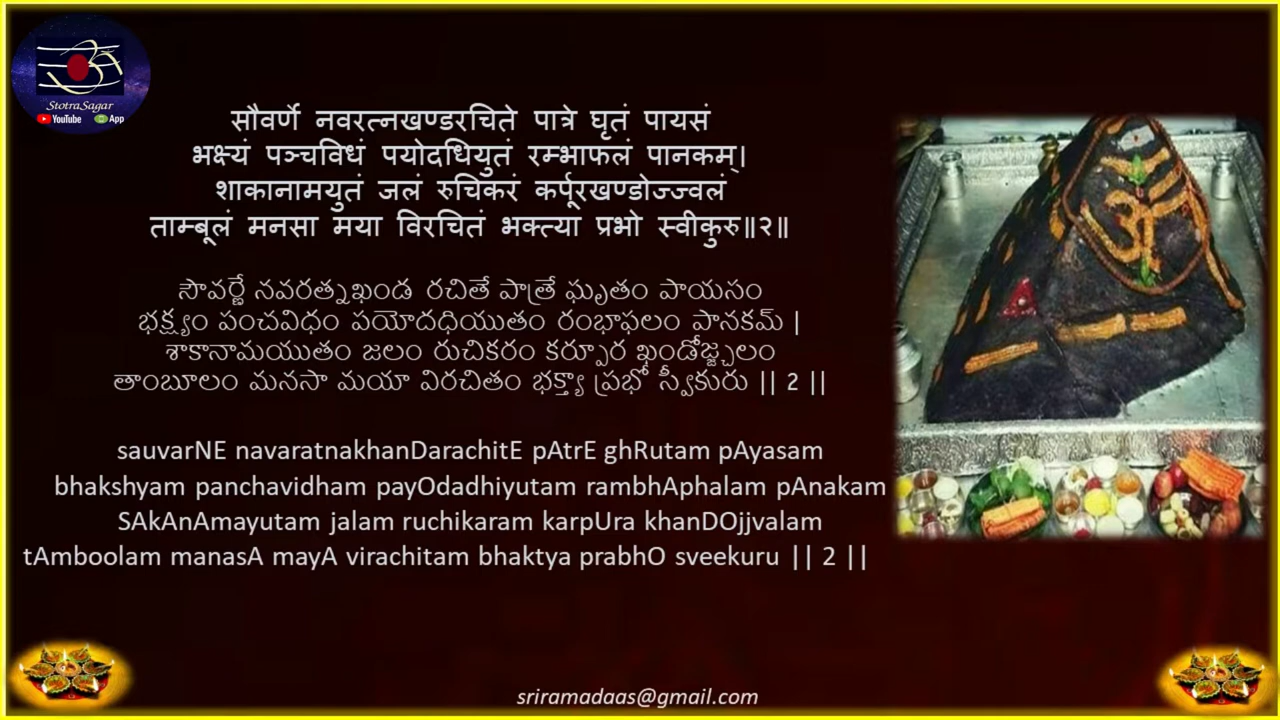 StotraSagar
YouTube App
सौवर्णे नवरत्नखण्डरचिते पात्रे घृतं पायसं
भक्ष्यं पञ्चविधं पयोदधियुतं रम्भाफलं पानकम्।
शाकानामयुतं जलं रुचिकरं कर्पूरखण्डोज्ज्वलं
ताम्बूलं मनसा मया विरचितं भक्त्या प्रभो स्वीकुरु॥२॥
సౌవర్ణే నవరత్నఖండ రచితే పాత్రే ఘృతం పాయసం
భక్ష్యం పంచవిధం పయోదధియుతం రంభాఫలం పానకమ్ |
శాకానామయుతం జలం రుచికరం కర్పూర ఖండోజ్జ్వలం
తాంబూలం మనసా మయా విరచితం భక్త్యా ప్రభో స్వీకురు || 2 ||
sauvarNE navaratnakhanDarachitE pAtrE ghRutam pAyasam
bhakshyam panchavidham payOdadhiyutam rambhAphalam pAnakam
SAkAnAmayutam jalam ruchikaram karpUra khanDOjjvalam
tAmboolam manasA mayA virachitam bhaktya prabhO sveekuru || 2 ||
sriramadaas@gmail.com